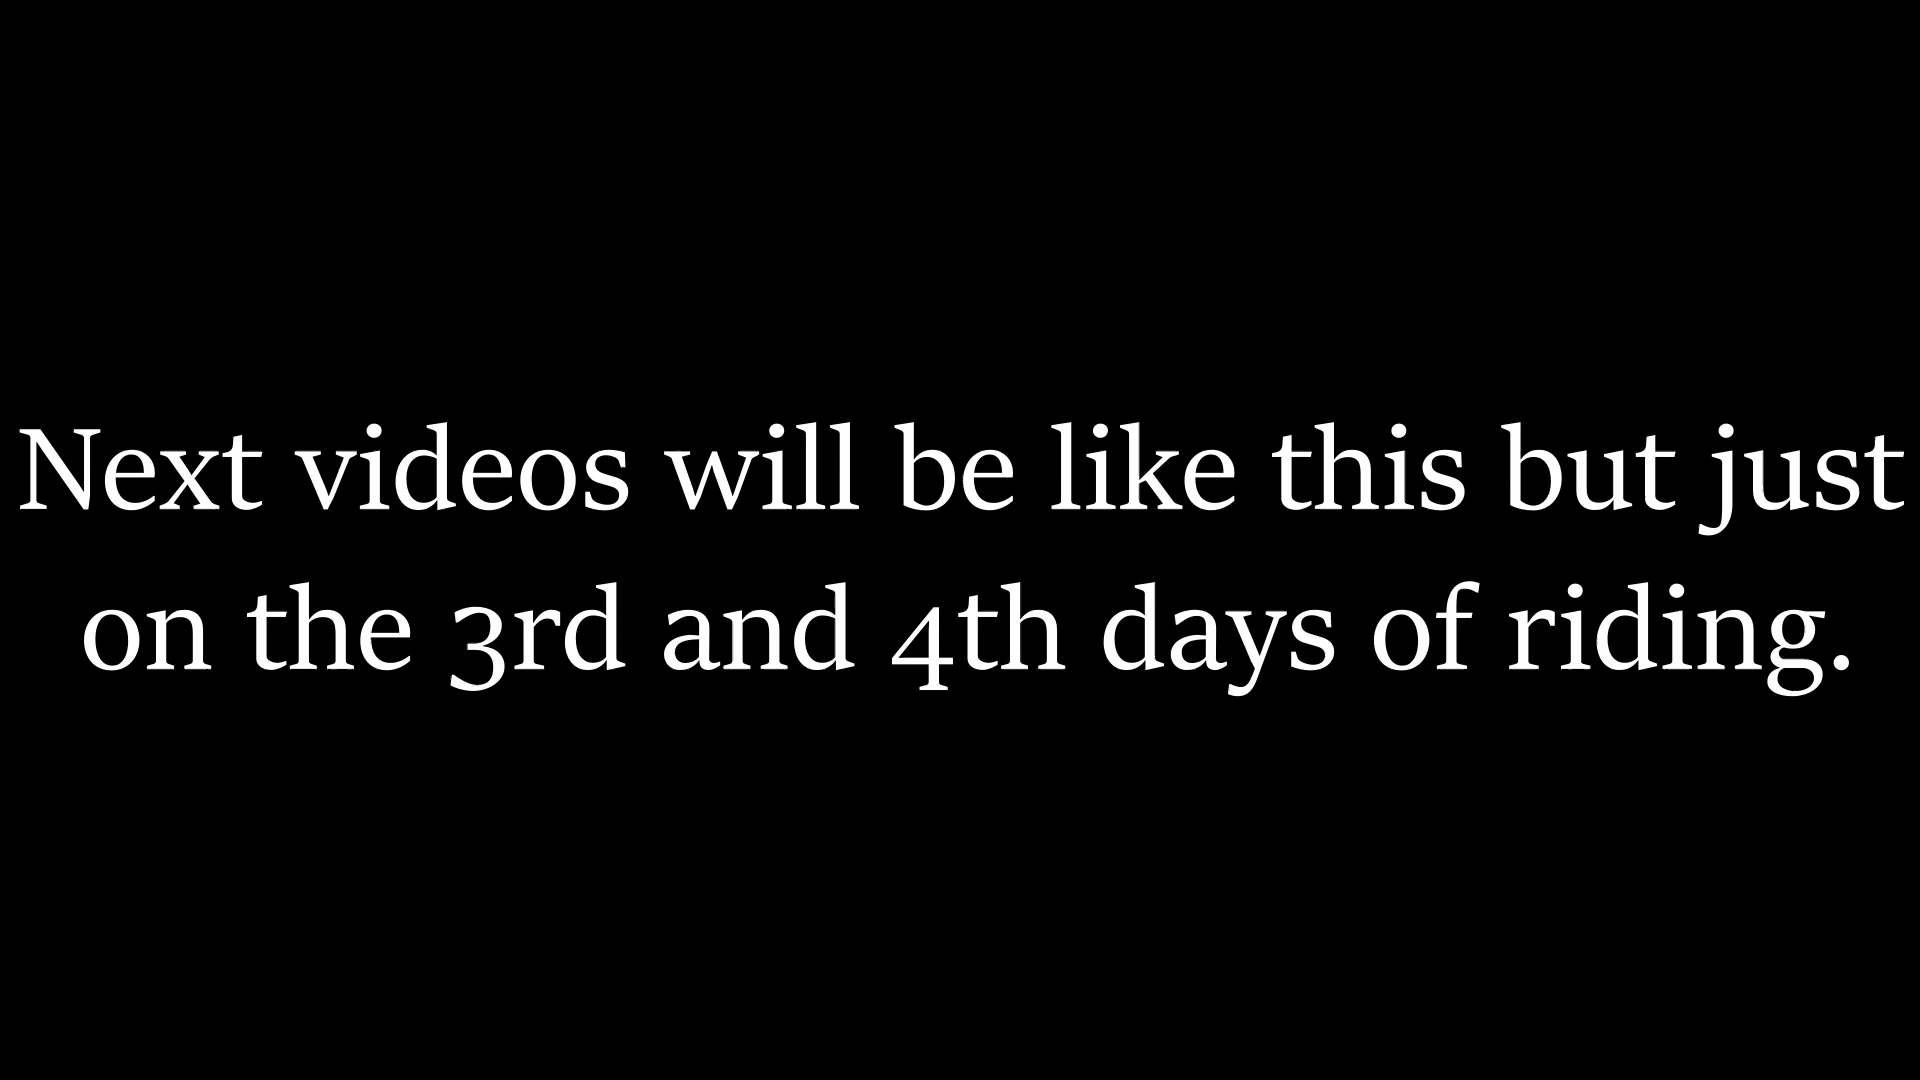 Next videos will be like this but just
on the 3rd and 4th days of riding.